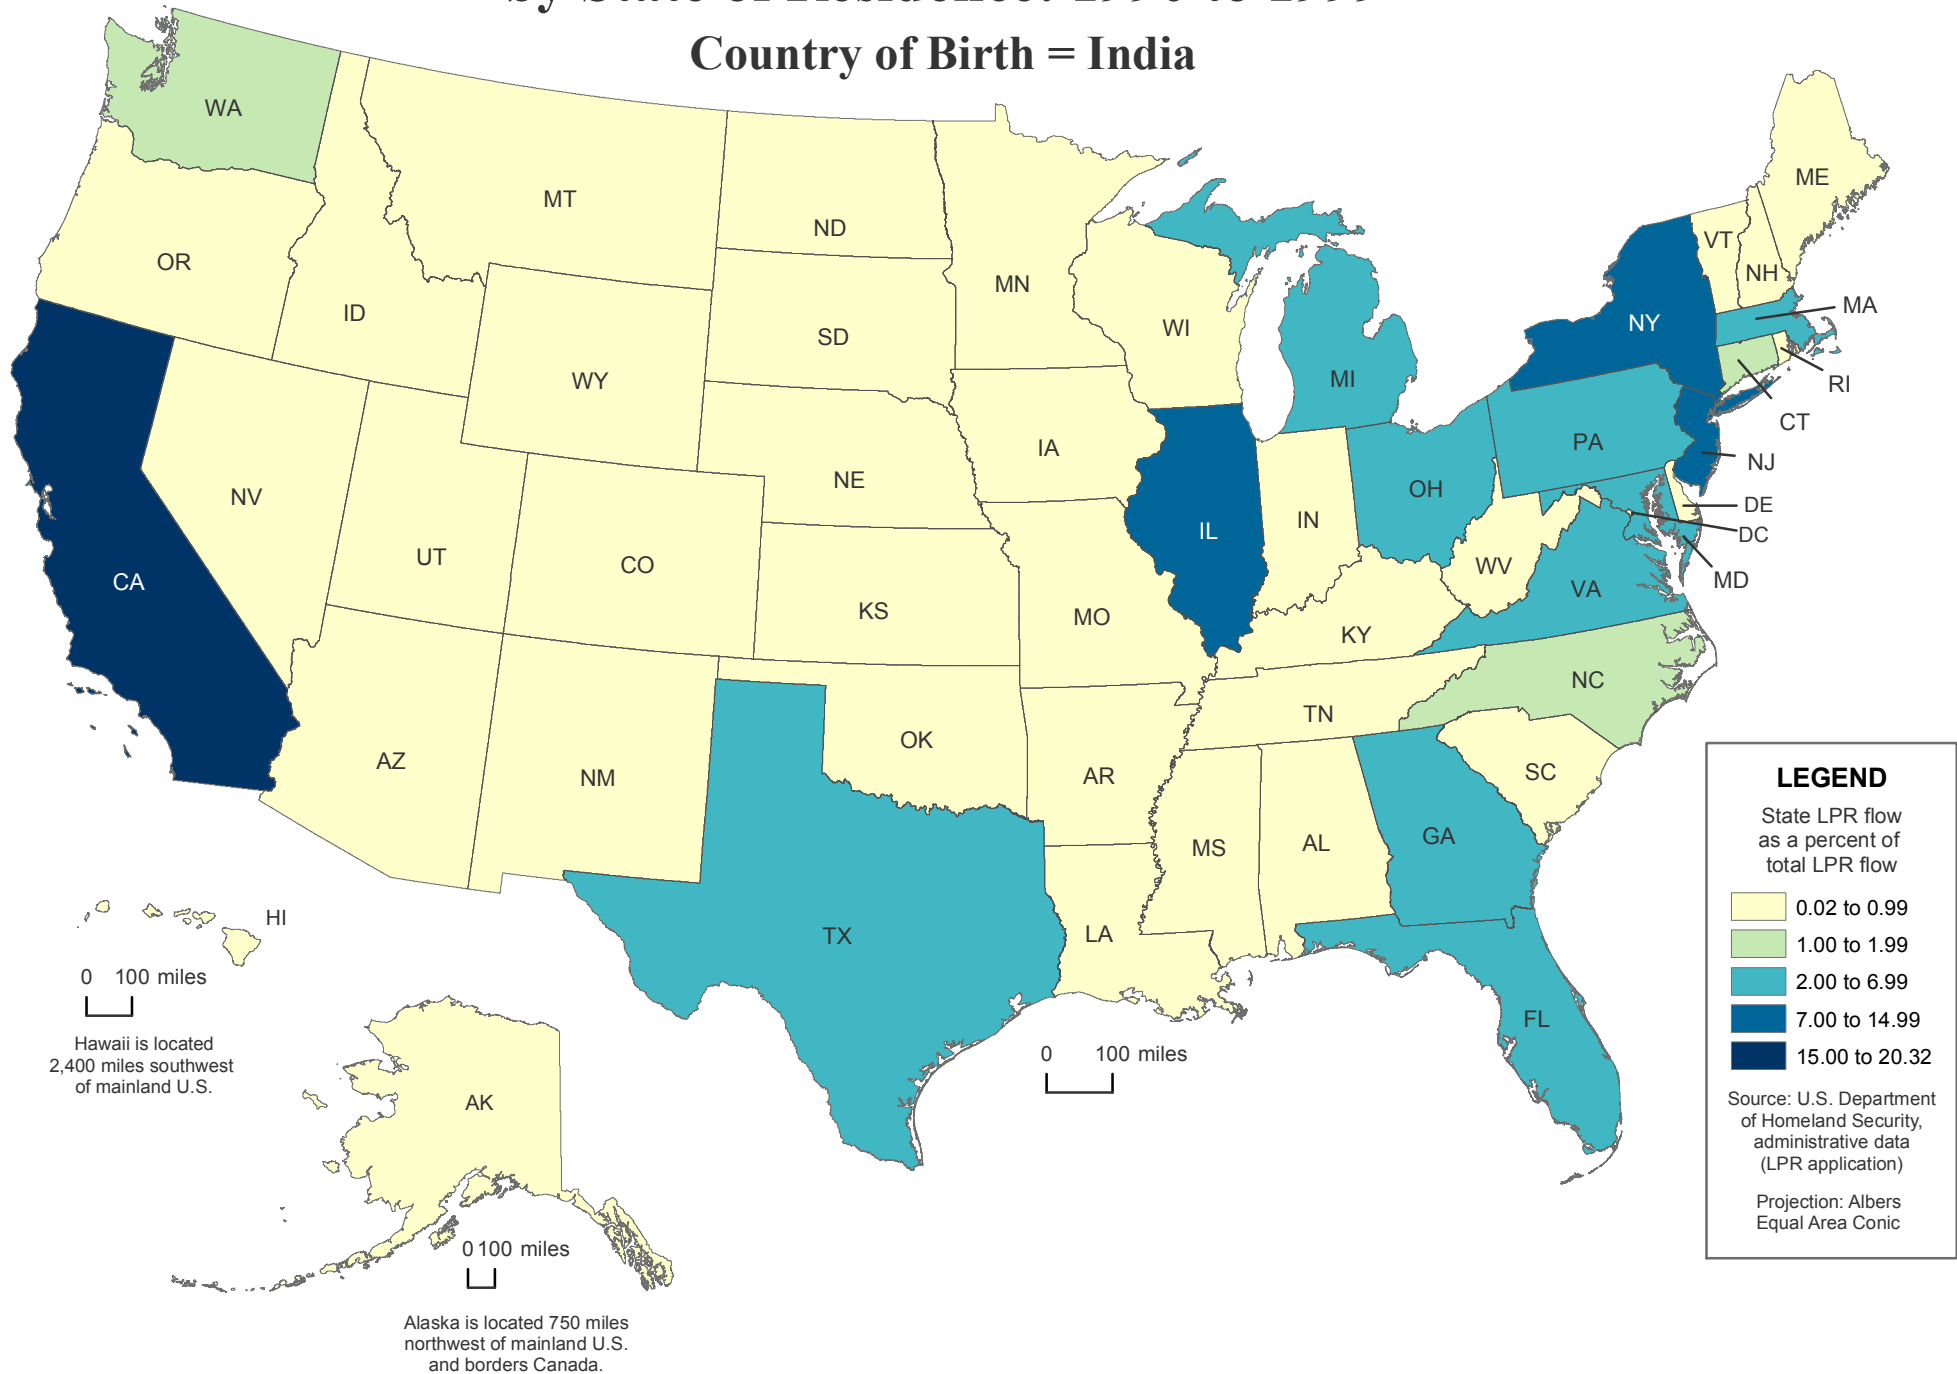 by State of Residence: 1990 to 1999
Country of Birth = India
WA
MT
ND
MN
ME
OR
ID
SD
WI
MI
VT
NH
NY
MA
RI
CT
WY
IA
NE
PA
NJ
NV
UT
CO
IL
IN
OH
DE
DC
MD
CA
KS
MO
WV
VA
KY
NC
TN
AZ
NM
OK
AR
SC
MS
AL
GA
TX
LA
FL
HI
AK
0 100 miles
Hawaii is located
2,400 miles southwest
of mainland U.S.
0 100 miles
Alaska is located 750 miles
northwest of mainland U.S.
and borders Canada.
0 100 miles
LEGEND
State LPR flow
as a percent of
total LPR flow
0.02 to 0.99
1.00 to 1.99
2.00 to 6.99
7.00 to 14.99
15.00 to 20.32
Source: U.S. Department
of Homeland Security,
administrative data
(LPR application)
Projection: Albers
Equal Area Conic